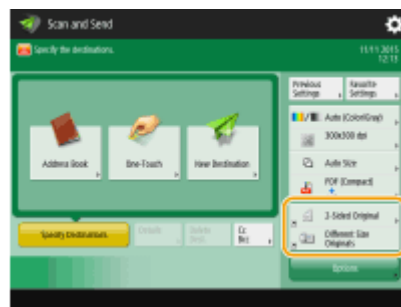 Scan and Send
Specify the destinations.
11/11 2015
12:13
Previous Settings
Favorite Settings
Auto (Color/Gray)
300x300 dpi
Address Book
One-Touch
New Destination
Auto Size
PDF (Compact)
2-Sided Original
Different Size Originals
Specify Destinations.
Details
Delete Dest.
Cc Bcc
Options